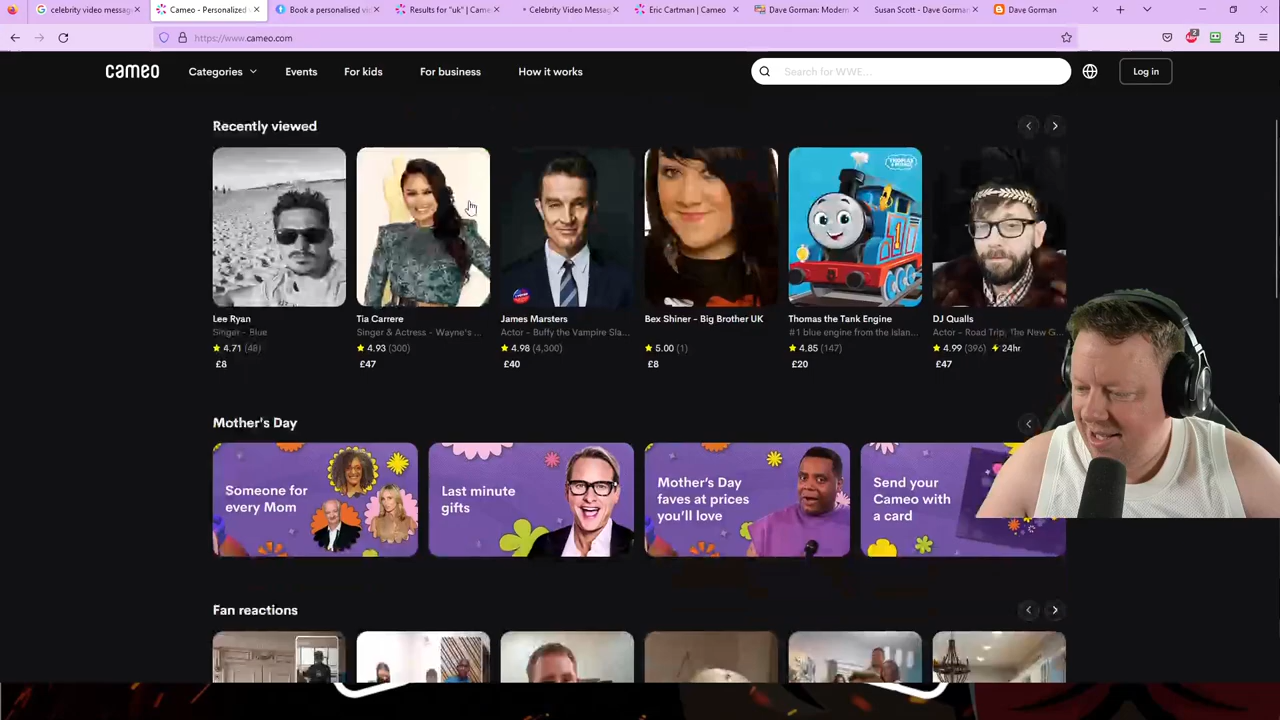 celebrity video message
Cameo - Personalized
Book a personalised vi
Results for "uk" | Came
Celebrity Video Messag
Eric Cartman | Cameo
Dave Gorman: Modern
Susan Scott - Dave Gorman
Dave Gorman
https://www.cameo.com
2
cameo
Categories
Events
For kids
For business
How it works
Search for WWE...
Log in
Recently viewed
THOMAS & FRIENDS
1
Lee Ryan
Singer - Blue
4.71 (48)
£8
Tia Carrere
Singer & Actress - Wayne's ...
4.93 (300)
£47
James Marsters
Actor - Buffy the Vampire Sla...
4.98 (4,300)
£40
Bex Shiner - Big Brother UK
5.00 (1)
£8
Thomas the Tank Engine
#1 blue engine from the Islan...
4.85 (147)
£20
DJ Qualls
Actor - Road Trip, The New G...
4.99 (396) 24hr
£47
Mother's Day
Someone for
every Mom
Last minute
gifts
Mother's Day
faves at prices
you'll love
Send your
Cameo with
a card
Fan reactions